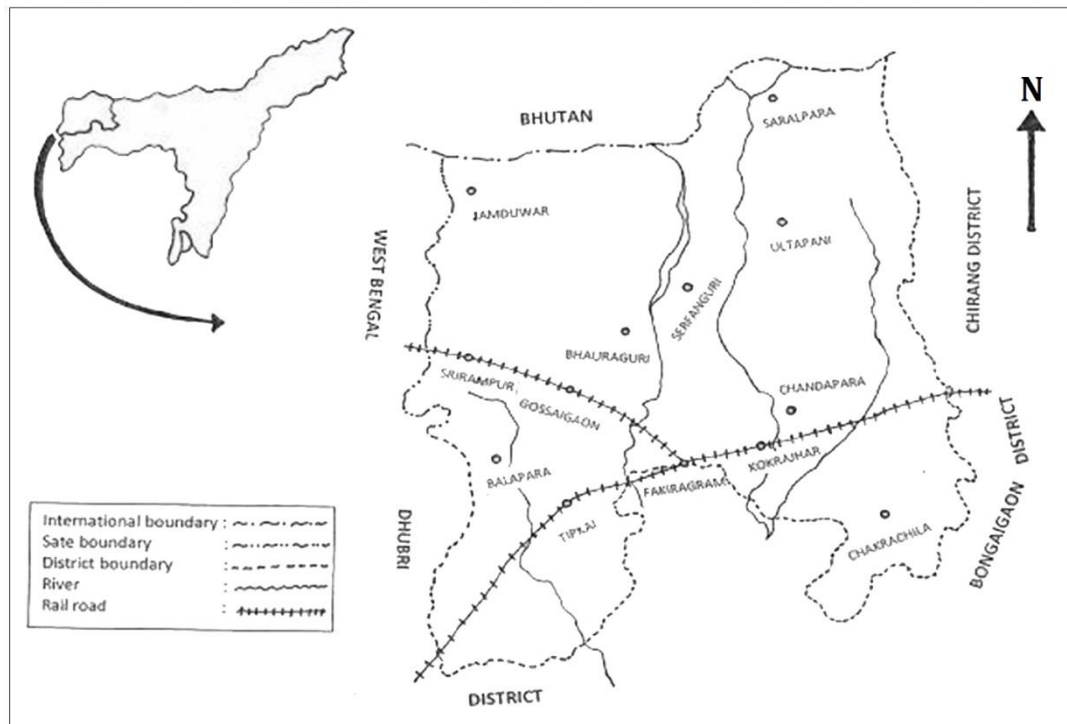 N
BHUTAN
SARALPARA
JAMDUWAR
WEST BENGAL
ULTAPANI
CHIRANG DISTRICT
SERFANGURI
BHAURAGURI
SRIRAMPUR
GOSSAIGAON
CHANDAPARA
KOKRAJHAR
BALAPARA
FAKIRAGRAM
TIPKAI
CHAKRACHILA
BONGAIGAON DISTRICT
DHUBRI
DISTRICT
International boundary :
Sate boundary :
District boundary :
River :
Rail road :